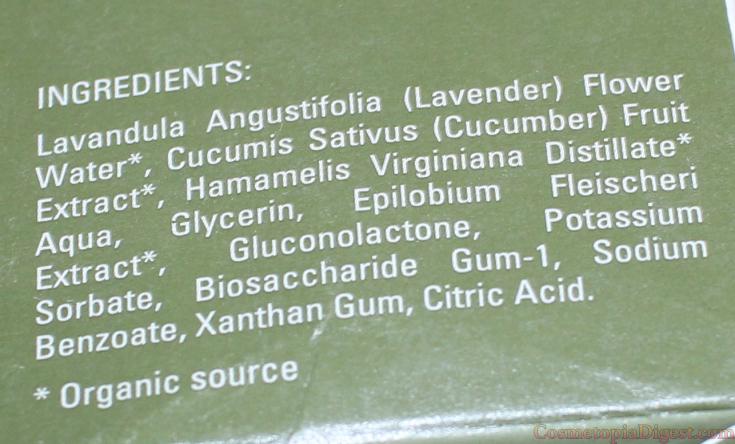 INGREDIENTS:
Lavandula Angustifolia (Lavender) Flower
Water*, Cucumis Sativus (Cucumber) Fruit
Extract*, Hamamelis Virginiana Distillate*
Aqua, Glycerin, Epilobium Fleischeri
Extract*, Gluconolactone, Potassium
Sorbate, Biosaccharide Gum-1, Sodium
Benzoate, Xanthan Gum, Citric Acid.
* Organic source
CosmetopiaDigest.com